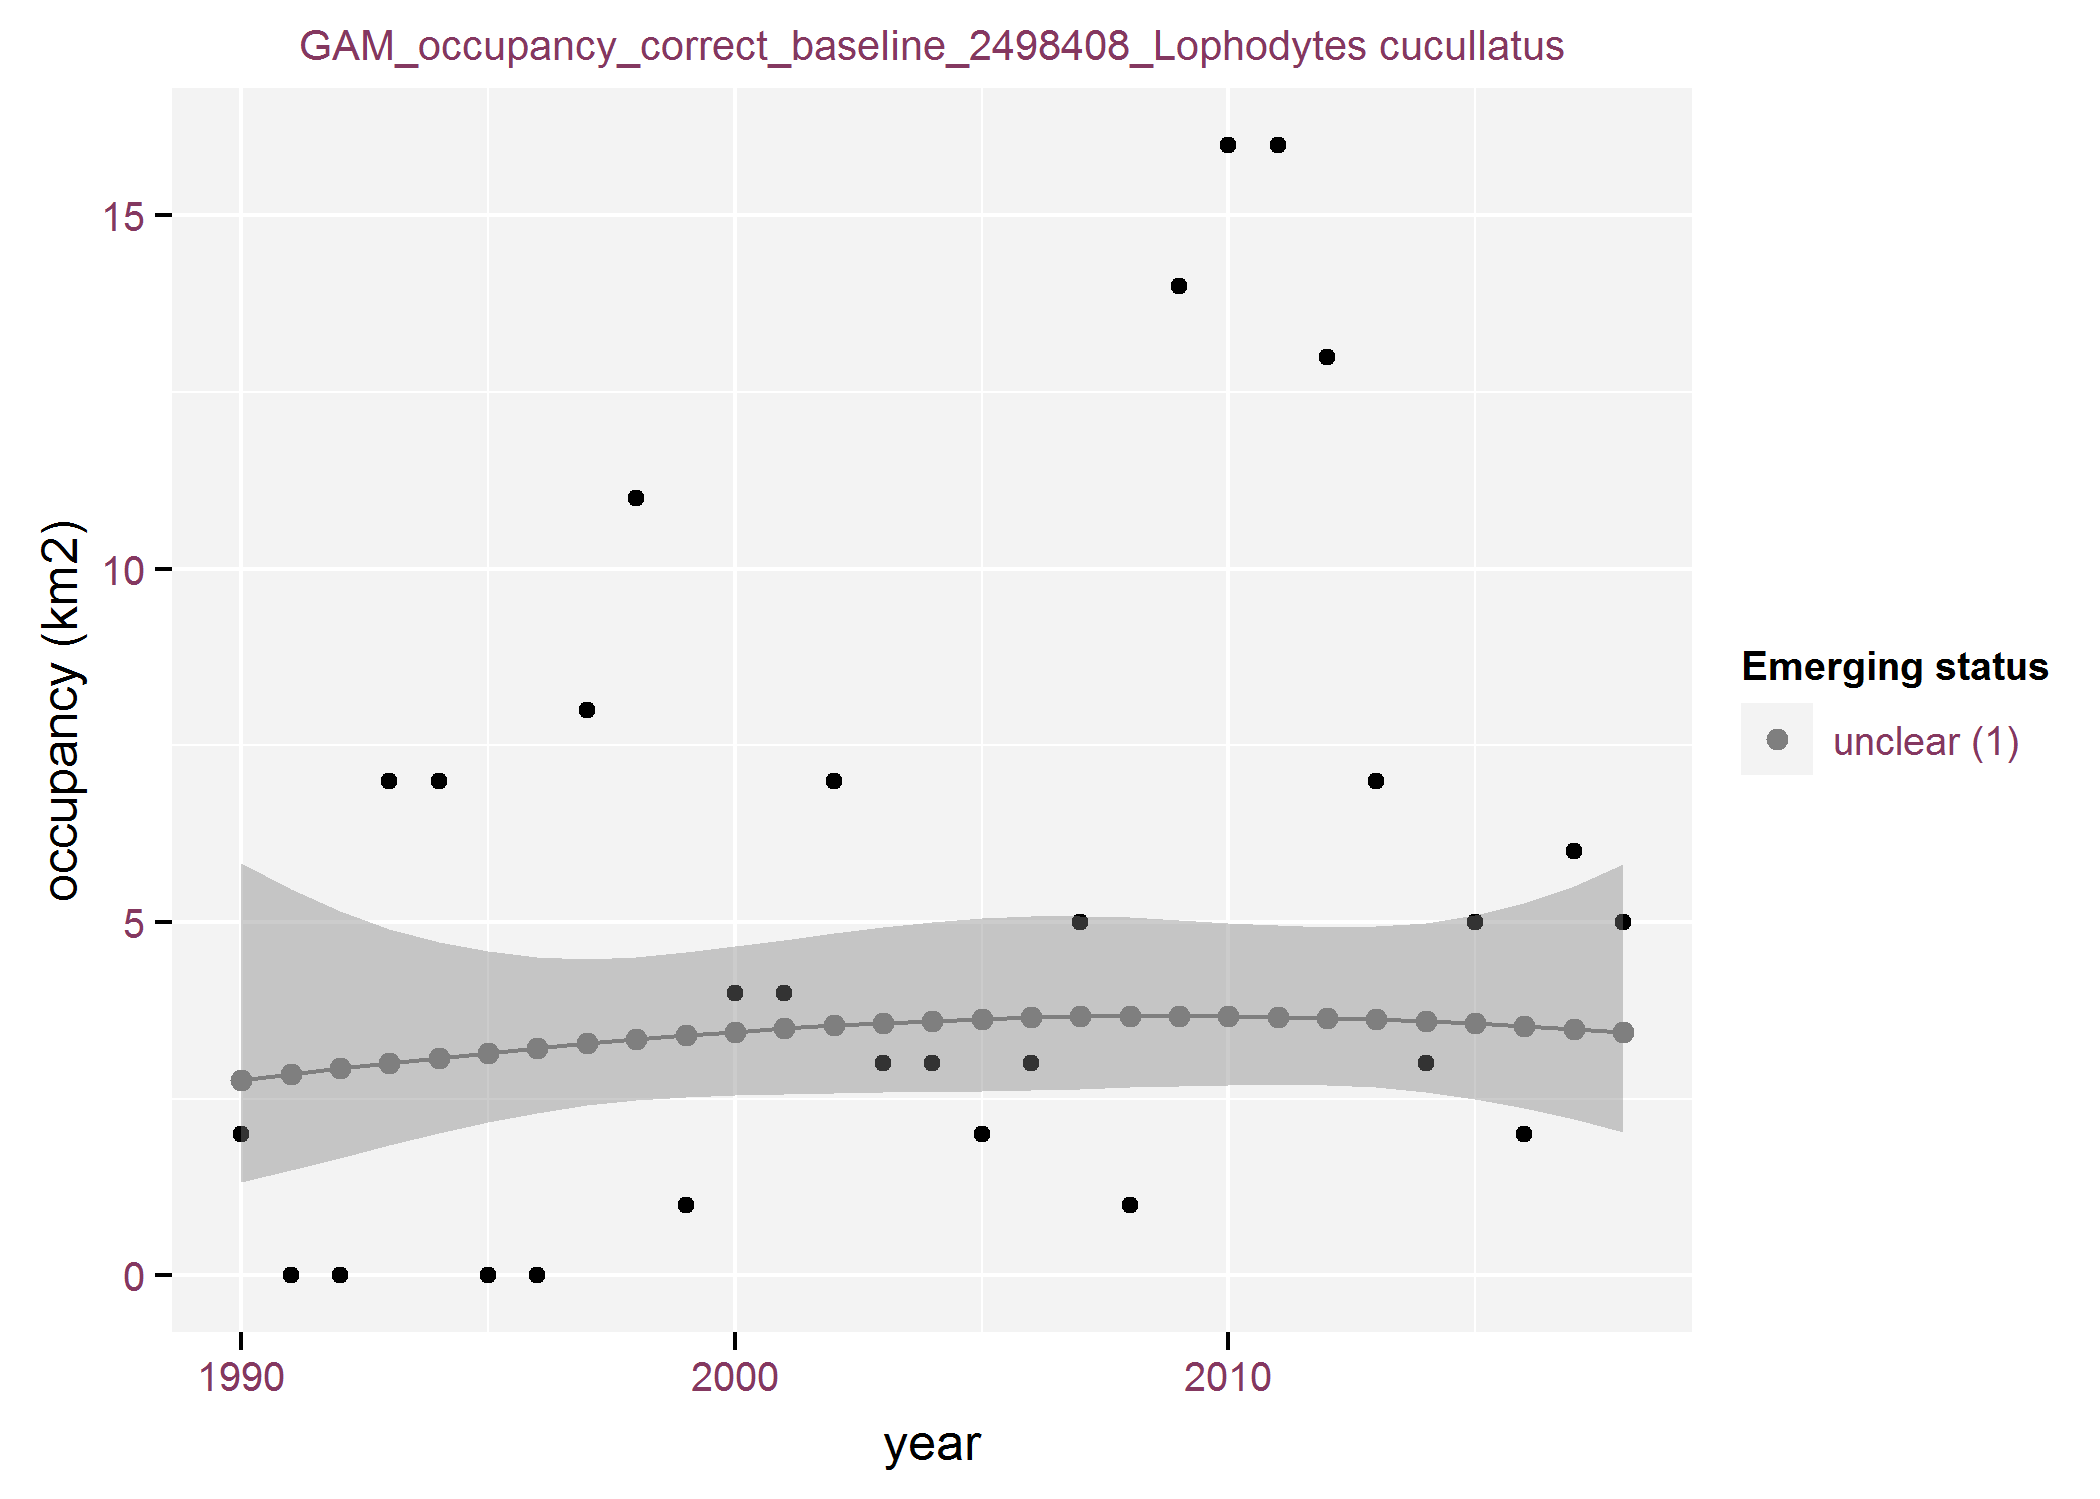 GAM_occupancy_correct_baseline_2498408_Lophodytes cucullatus
15
10
5
0
occupancy (km2)
1990
2000
2010
year
Emerging status
unclear (1)